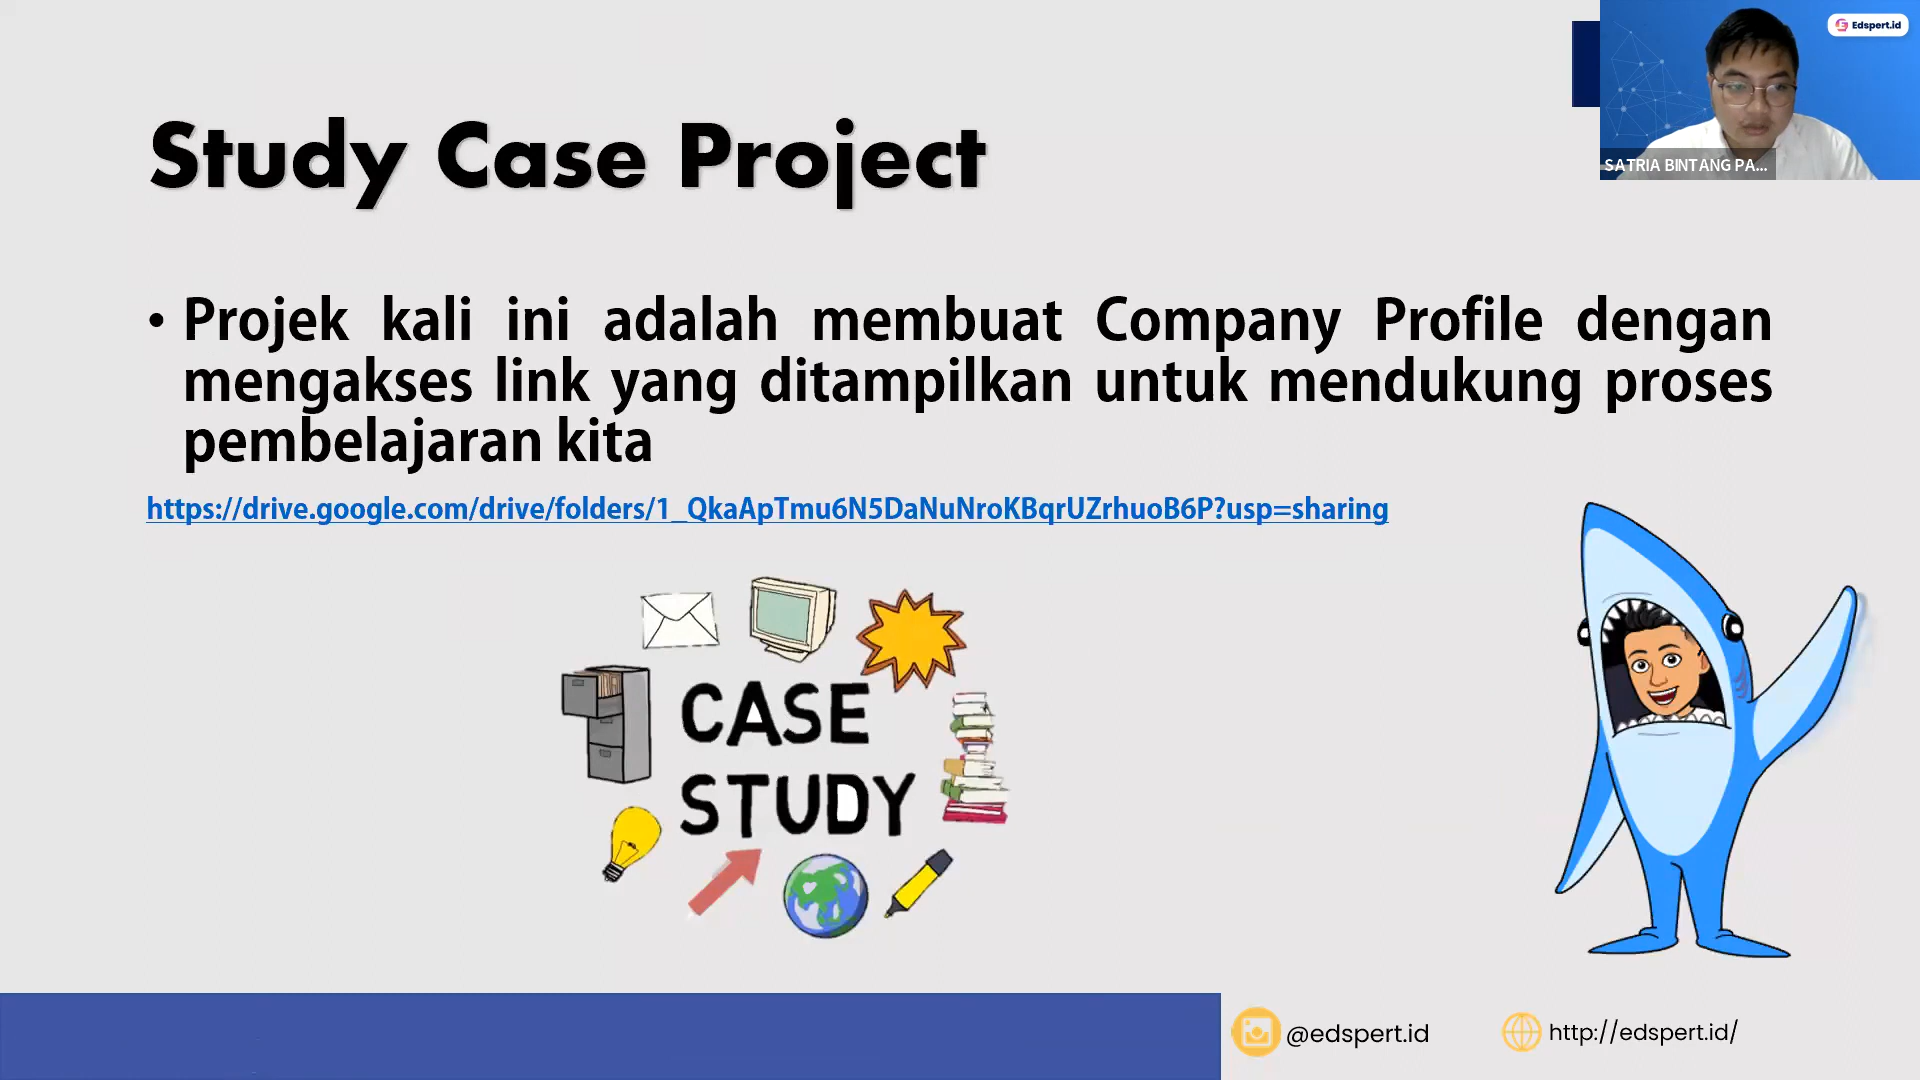 Edspert.id
SATRIA BINTANG PA...
Study Case Project
• Projek kali ini adalah membuat Company Profile dengan
mengakses link yang ditampilkan untuk mendukung proses
pembelajaran kita
https://drive.google.com/drive/folders/1_QkaApTmu6N5DaNuNroKBqrUZrhuoB6P?usp=sharing
CASE
STUDY
@edspert.id
http://edspert.id/